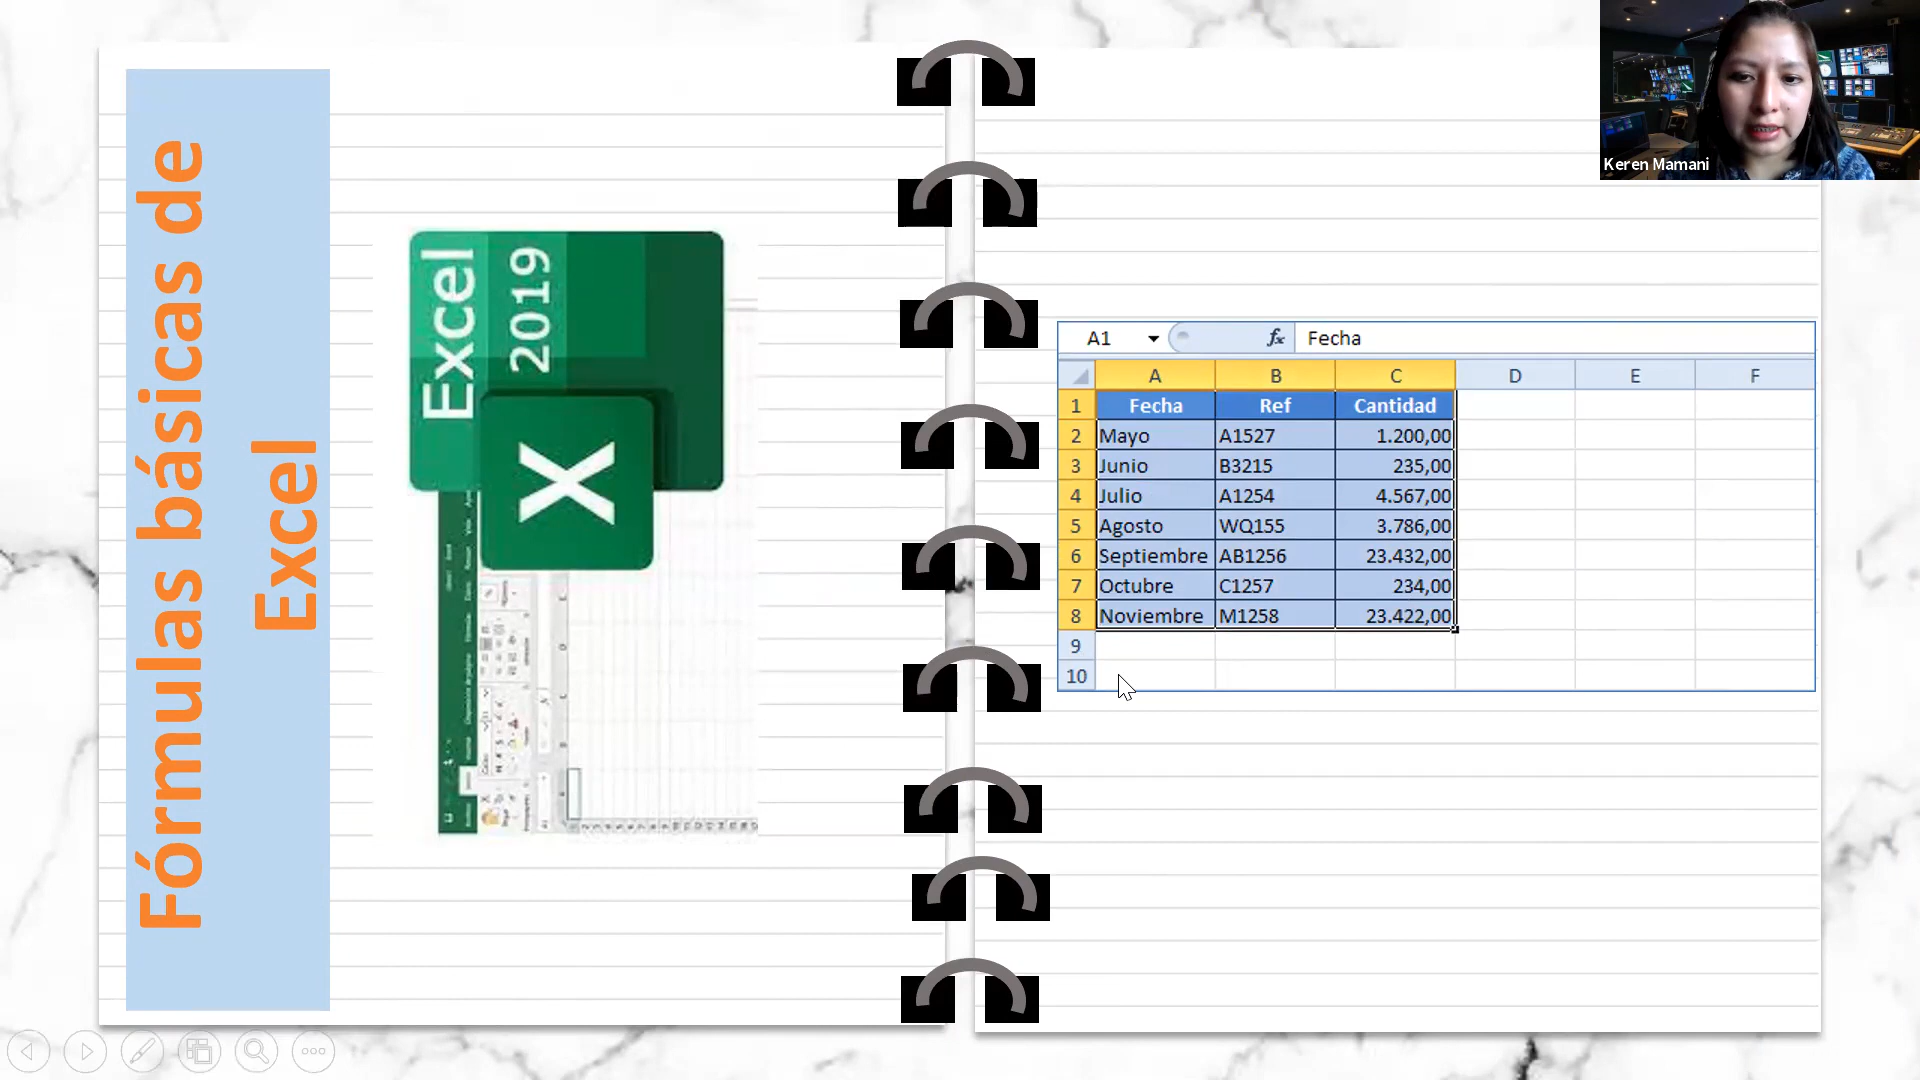 Fórmulas básicas de
Excel
Excel
2019
X
A1 fx Fecha
A B C D E F
1 Fecha Ref Cantidad
2 Mayo A1527 1.200,00
3 Junio B3215 235,00
4 Julio A1254 4.567,00
5 Agosto WQ155 3.786,00
6 Septiembre AB1256 23.432,00
7 Octubre C1257 234,00
8 Noviembre M1258 23.422,00
9
10
Keren Mamani